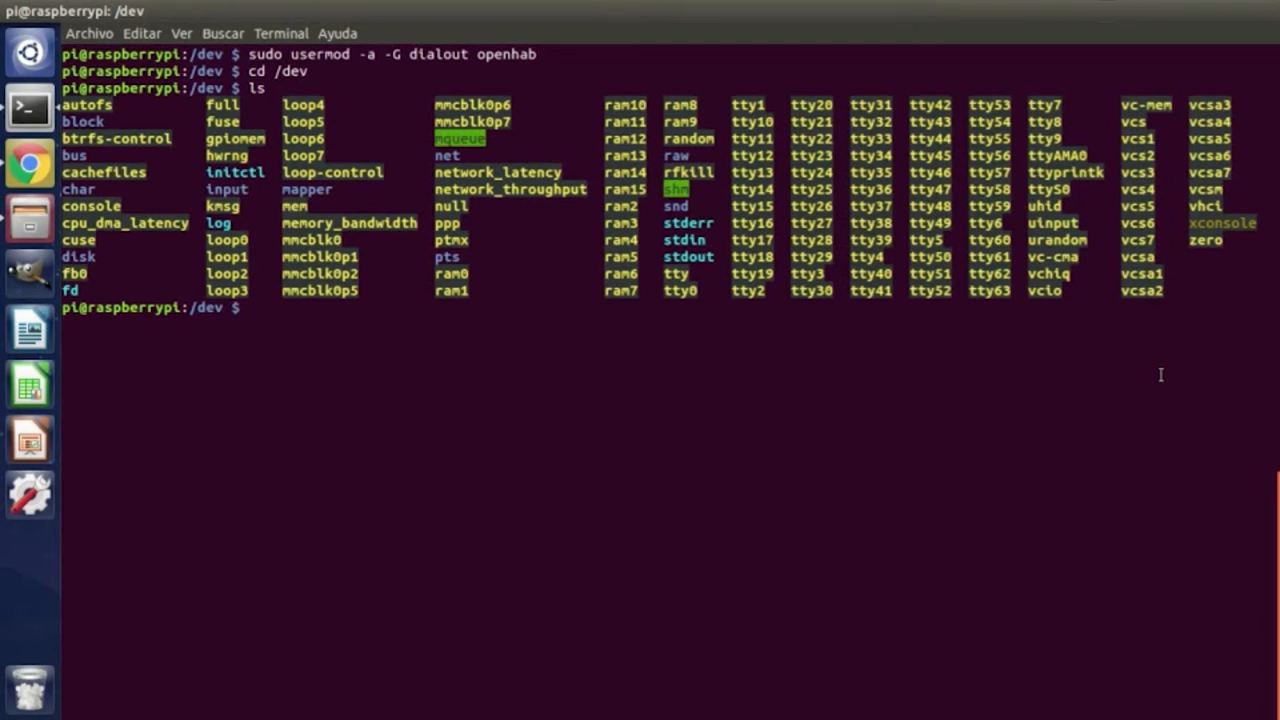 pi@raspberrypi: /dev
Archivo Editar Ver Buscar Terminal Ayuda
pi@raspberrypi:/dev $ sudo usermod -a -G dialout openhab
pi@raspberrypi:/dev $ cd /dev
pi@raspberrypi:/dev $ ls
autofs full loop4 mmcblk0p6 ram10 ram8 tty1 tty20 tty31 tty42 tty53 tty7 vc-mem vcsa3
block fuse loop5 mmcblk0p7 ram11 ram9 tty10 tty21 tty32 tty43 tty54 tty8 vcs vcsa4
btrfs-control gpiomem loop6 mqueue ram12 random tty11 tty22 tty33 tty44 tty55 tty9 vcs1 vcsa5
bus hwrng loop7 net ram13 raw tty12 tty23 tty34 tty45 tty56 ttyAMA0 vcs2 vcsa6
cachefiles initctl loop-control network_latency ram14 rfkill tty13 tty24 tty35 tty46 tty57 ttyprintk vcs3 vcsa7
char input mapper network_throughput ram15 shm tty14 tty25 tty36 tty47 tty58 ttyS0 vcs4 vcsm
console kmsg mem null ram2 snd tty15 tty26 tty37 tty48 tty59 uhid vcs5 vhci
cpu_dma_latency log memory_bandwidth ppp ram3 stderr tty16 tty27 tty38 tty49 tty6 uinput vcs6 xconsole
cuse loop0 mmcblk0 ptmx ram4 stdin tty17 tty28 tty39 tty5 tty60 urandom vcs7 zero
disk loop1 mmcblk0p1 pts ram5 stdout tty18 tty29 tty4 tty50 tty61 vc-cma vcsa
fb0 loop2 mmcblk0p2 ram0 ram6 tty tty19 tty3 tty40 tty51 tty62 vchiq vcsa1
fd loop3 mmcblk0p5 ram1 ram7 tty0 tty2 tty30 tty41 tty52 tty63 vcio vcsa2
pi@raspberrypi:/dev $